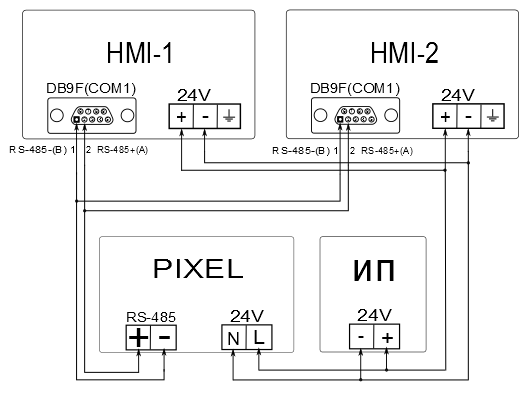 HMI-1
HMI-2
DB9F(COM1)
24V
+ -
DB9F(COM1)
24V
+ -
RS-485-(B) 1 2 RS-485+(A)
RS-485-(B) 1 2 RS-485+(A)
PIXEL
ИП
RS-485
+ -
24V
N L
24V
- +